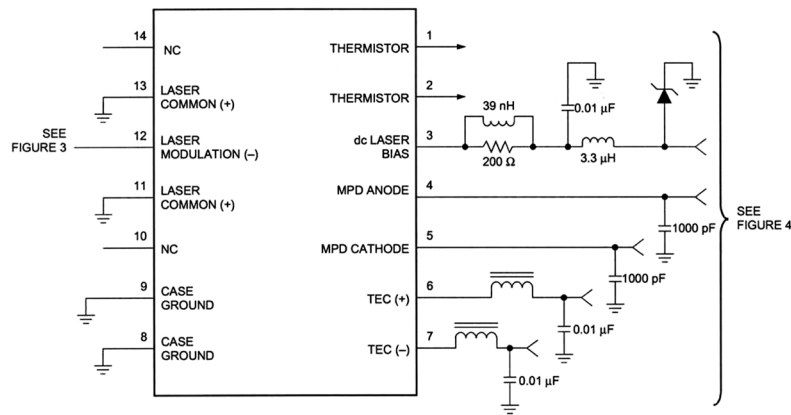 14
NC
13
LASER
COMMON (+)
SEE
FIGURE 3
12
LASER
MODULATION (–)
11
LASER
COMMON (+)
10
NC
9
CASE
GROUND
8
CASE
GROUND
THERMISTOR
1
THERMISTOR
2
dc LASER
BIAS
3
39 nH
200 Ω
0.01 µF
3.3 µH
MPD ANODE
4
1000 pF
MPD CATHODE
5
1000 pF
TEC (+)
6
0.01 µF
TEC (–)
7
0.01 µF
SEE
FIGURE 4